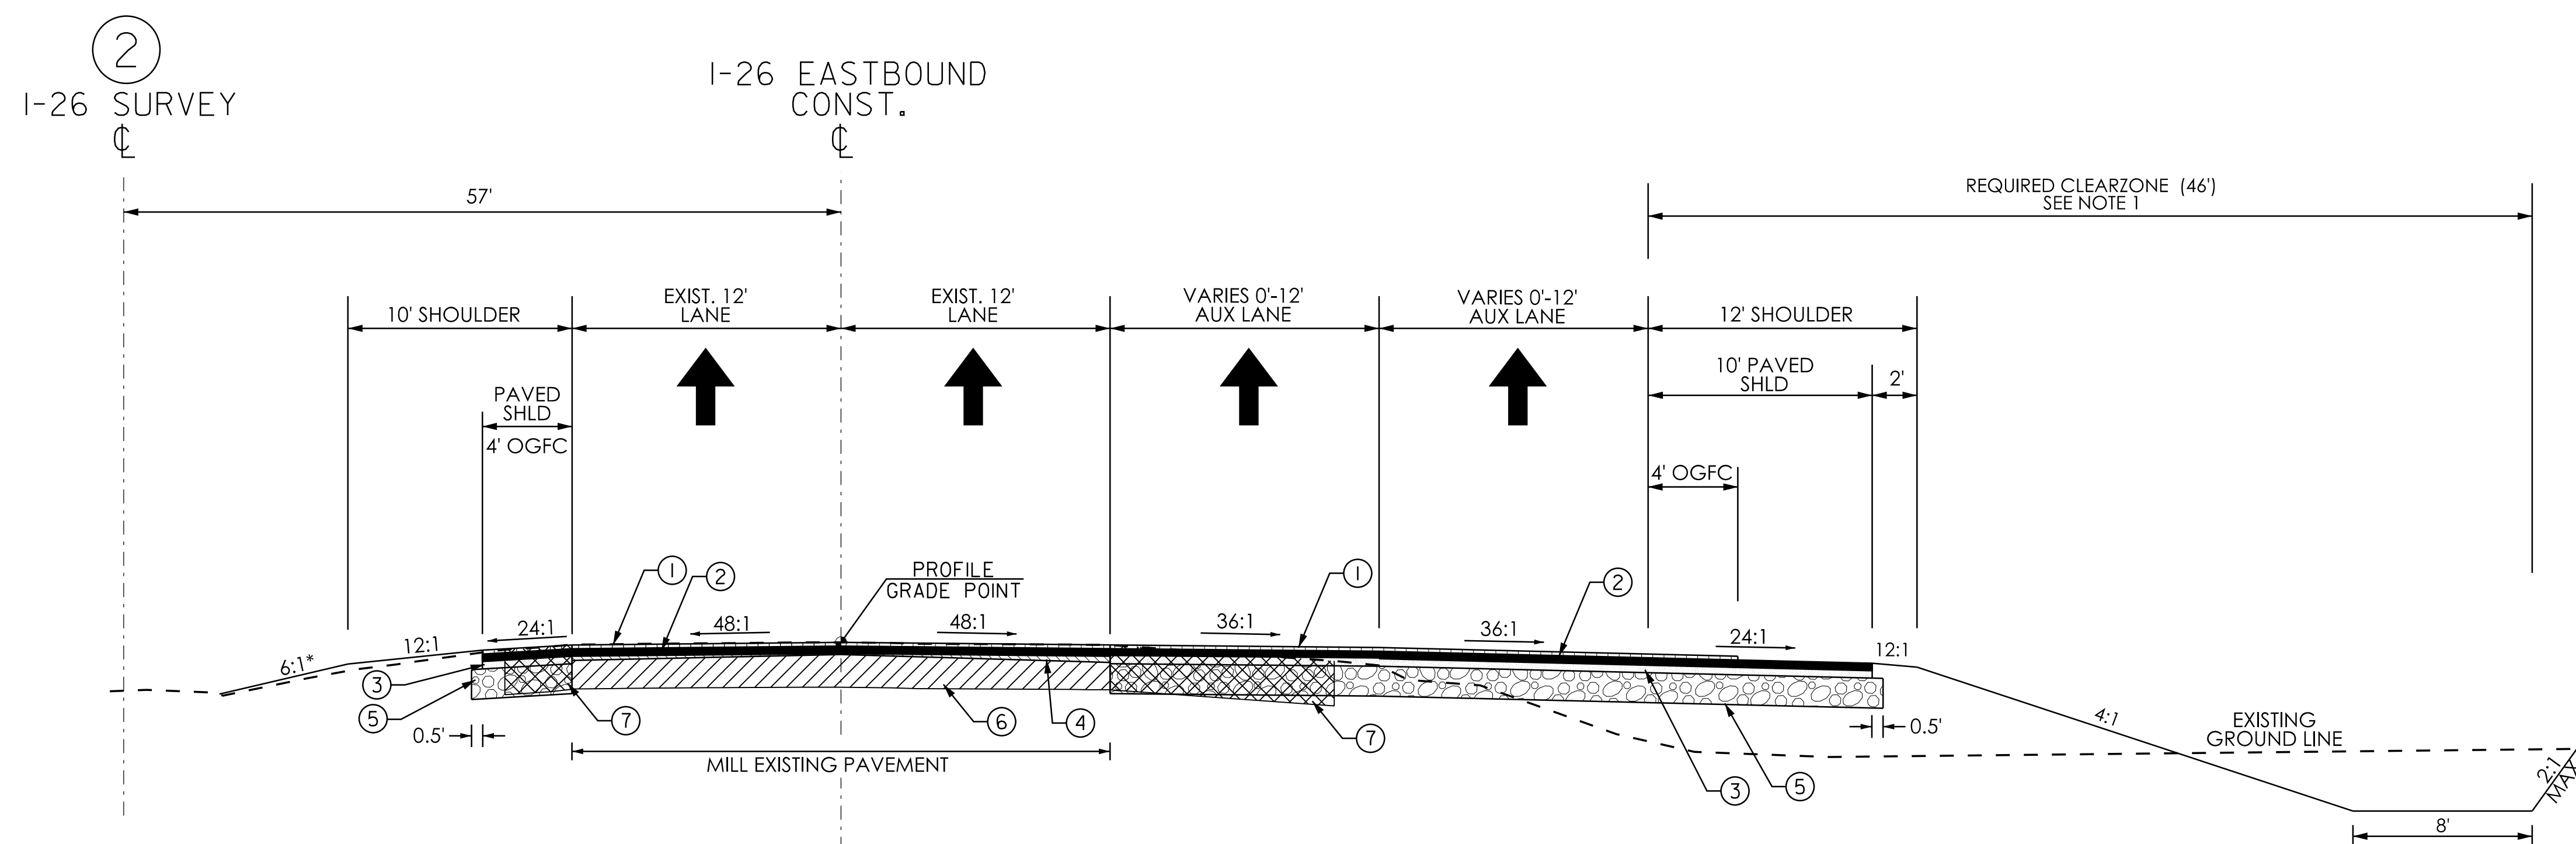 2
I-26 SURVEY
℄
I-26 EASTBOUND
CONST.
℄
57'
REQUIRED CLEARZONE (46')
SEE NOTE 1
10' SHOULDER
EXIST. 12'
LANE
EXIST. 12'
LANE
VARIES 0'-12'
AUX LANE
VARIES 0'-12'
AUX LANE
12' SHOULDER
PAVED
SHLD
4' OGFC
10' PAVED
SHLD
2'
4' OGFC
1
2
PROFILE
GRADE POINT
1
2
6:1*
12:1
24:1
48:1
48:1
36:1
36:1
24:1
12:1
4:1
2:1
MAX
3
5
7
6
4
7
3
5
0.5'
0.5'
MILL EXISTING PAVEMENT
EXISTING
GROUND LINE
8'